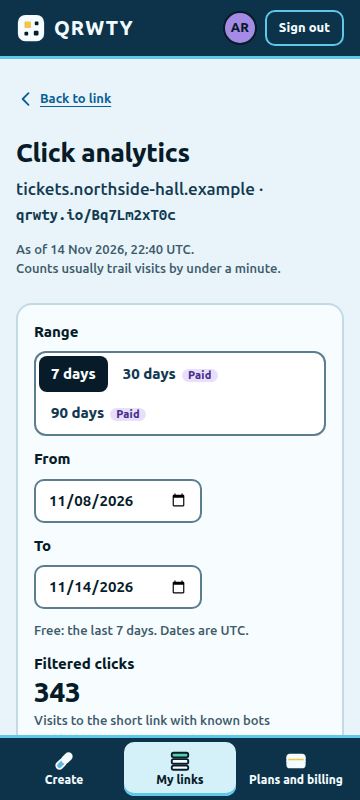 QRWTY
AR
Sign out
Back to link
Click analytics
tickets.northside-hall.example ·
qrwty.io/Bq7Lm2xT0c
As of 14 Nov 2026, 22:40 UTC.
Counts usually trail visits by under a minute.
Range
7 days
30 days Paid
90 days Paid
From
11/08/2026
To
11/14/2026
Free: the last 7 days. Dates are UTC.
Filtered clicks
343
Visits to the short link with known bots
Create
My links
Plans and billing